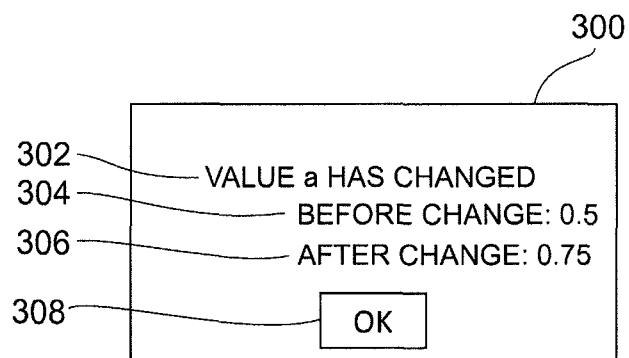 300
302
VALUE a HAS CHANGED
304
BEFORE CHANGE: 0.5
306
AFTER CHANGE: 0.75
308
OK